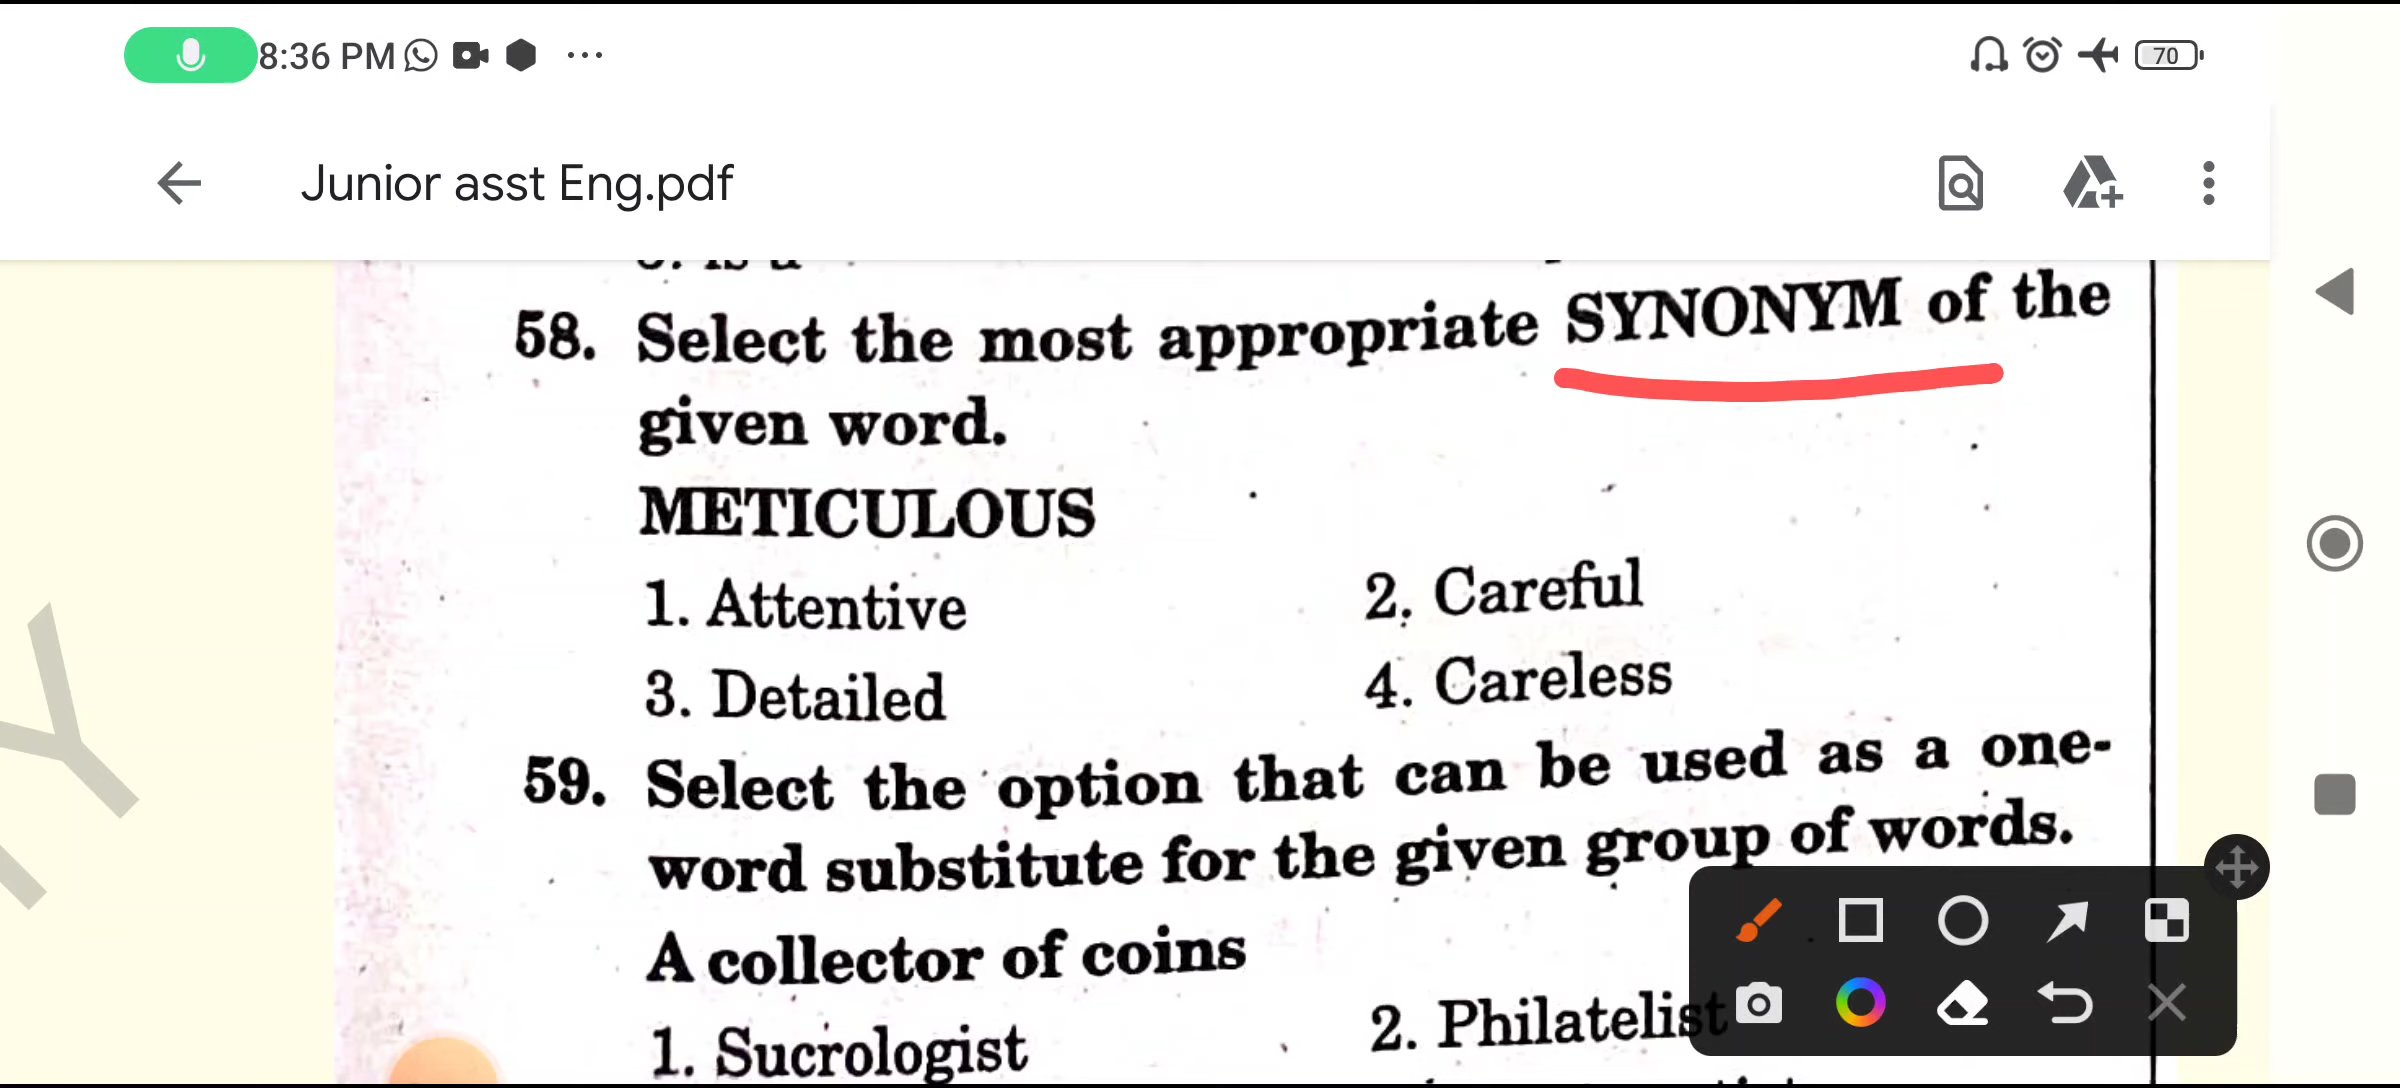 8:36 PM
70
Junior asst Eng.pdf
58. Select the most appropriate SYNONYM of the
given word.
METICULOUS
1. Attentive 2. Careful
3. Detailed 4. Careless
59. Select the option that can be used as a one-
word substitute for the given group of words.
A collector of coins
1. Sucrologist 2. Philatelist
Y